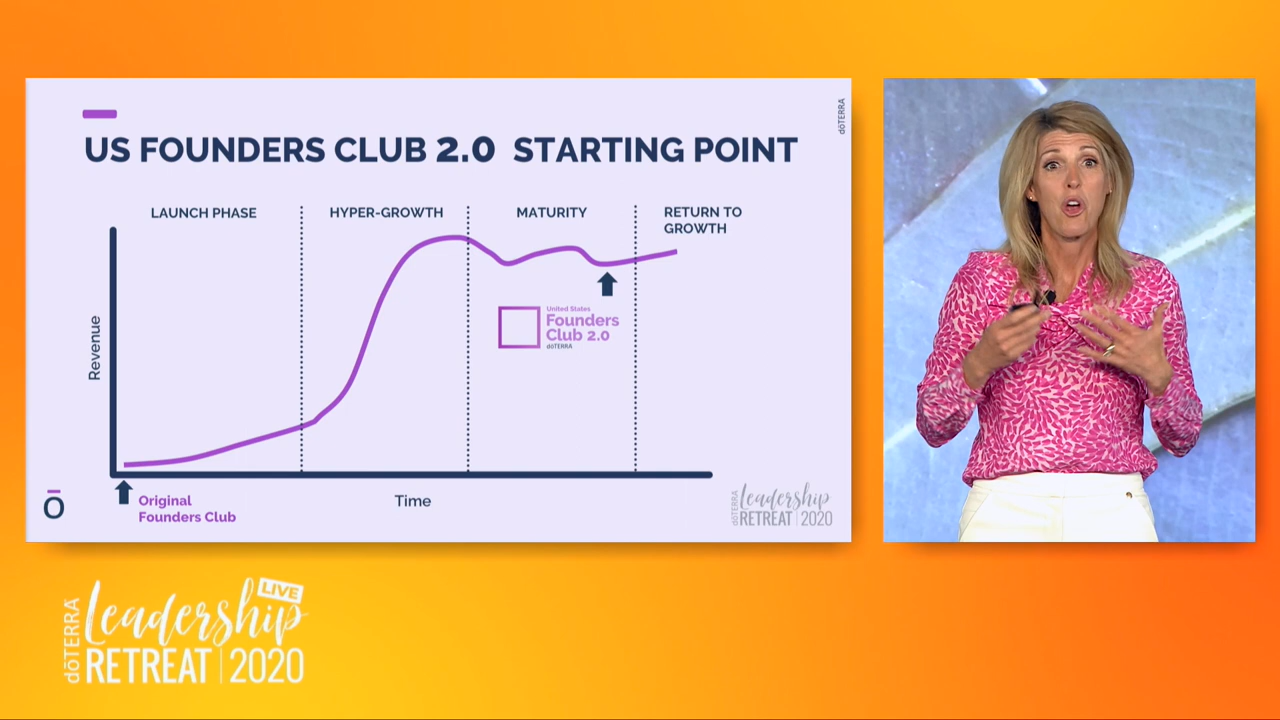 dōTERRA
US FOUNDERS CLUB 2.0 STARTING POINT
LAUNCH PHASE
HYPER-GROWTH
MATURITY
RETURN TO
GROWTH
Revenue
United States
Founders
Club 2.0
dōTERRA
Original
Founders Club
Time
Ō
dōTERRA
Leadership
RETREAT | 2020
LIVE
dōTERRA
Leadership
RETREAT | 2020